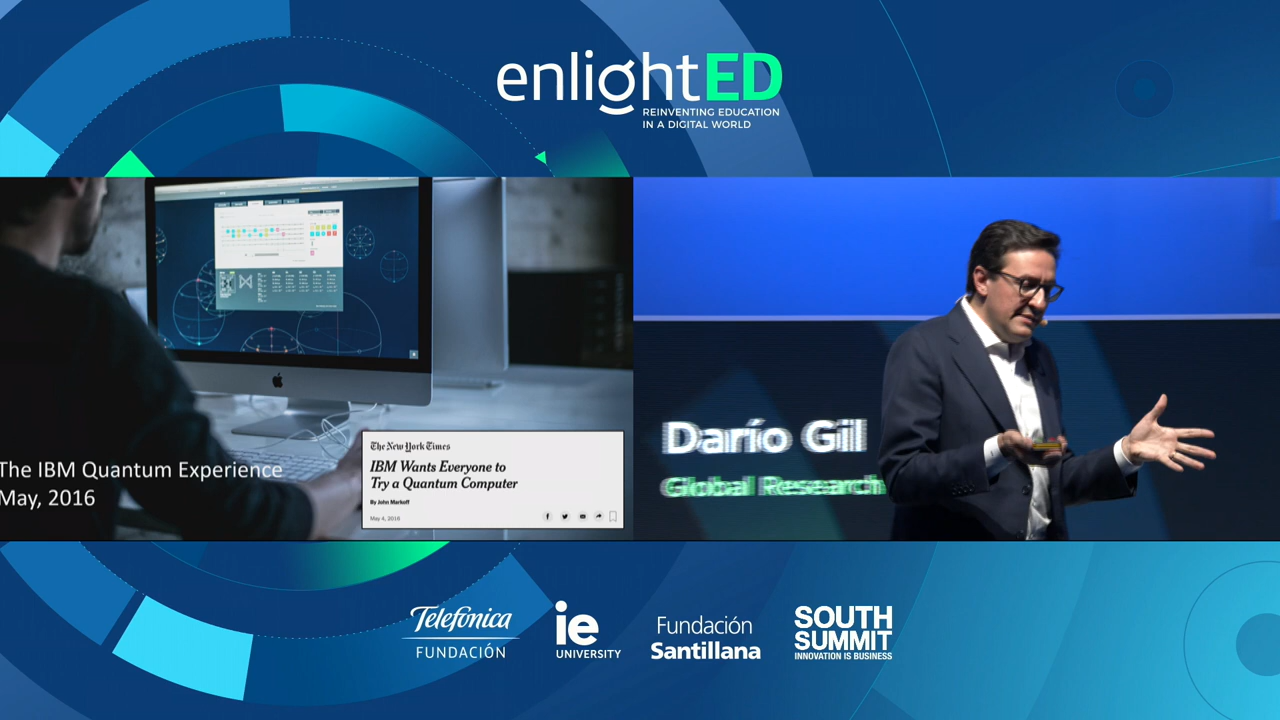 enlightED
REINVENTING EDUCATION
IN A DIGITAL WORLD
The IBM Quantum Experience
May, 2016
The New York Times
IBM Wants Everyone to
Try a Quantum Computer
By John Markoff
May 4, 2016
Darío Gil
Global Research
Telefónica
FUNDACIÓN
ie
UNIVERSITY
Fundación
Santillana
SOUTH
SUMMIT
INNOVATION IS BUSINESS